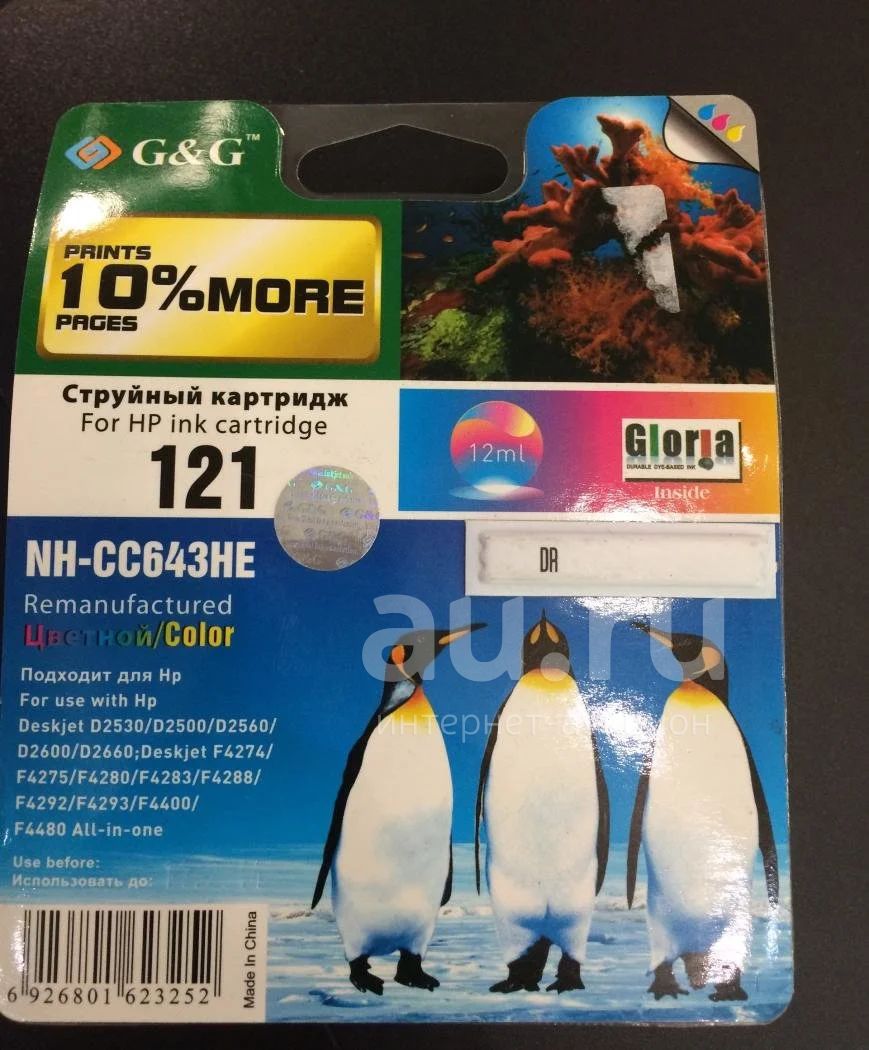 G&G™
PRINTS
10% MORE
PAGES
Струйный картридж
For HP ink cartridge
121
12ml
Gloria
DURABLE DYE-BASED INK
Inside
G&G
NH-CC643HE
DR
Remanufactured
Цветной/Color
Подходит для Hp
For use with Hp
Deskjet D2530/D2500/D2560/
D2600/D2660;Deskjet F4274/
F4275/F4280/F4283/F4288/
F4292/F4293/F4400/
F4480 All-in-one
Use before:
Использовать до:
Made In China
6 926801 623252
au.ru
интернет-аукцион